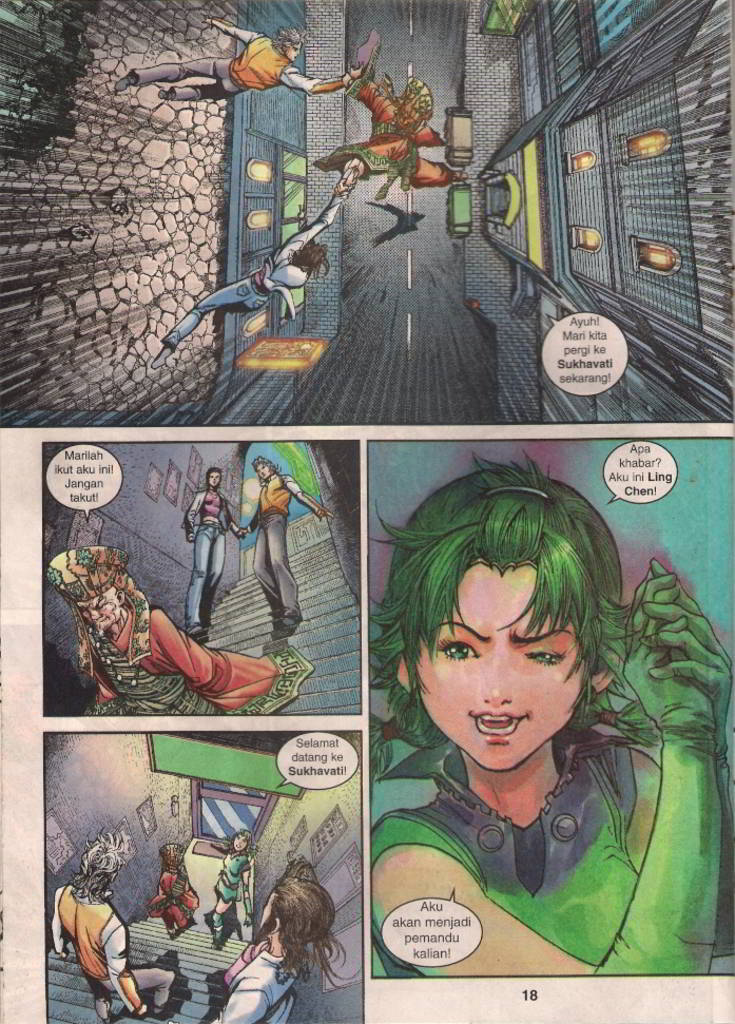 Ayuh!
Mari kita
pergi ke
Sukhavati
sekarang!
Marilah
ikut aku ini!
Jangan
takut!
Selamat
datang ke
Sukhavati!
Apa
khabar?
Aku ini Ling
Chen!
Aku
akan menjadi
pemandu
kalian!
18